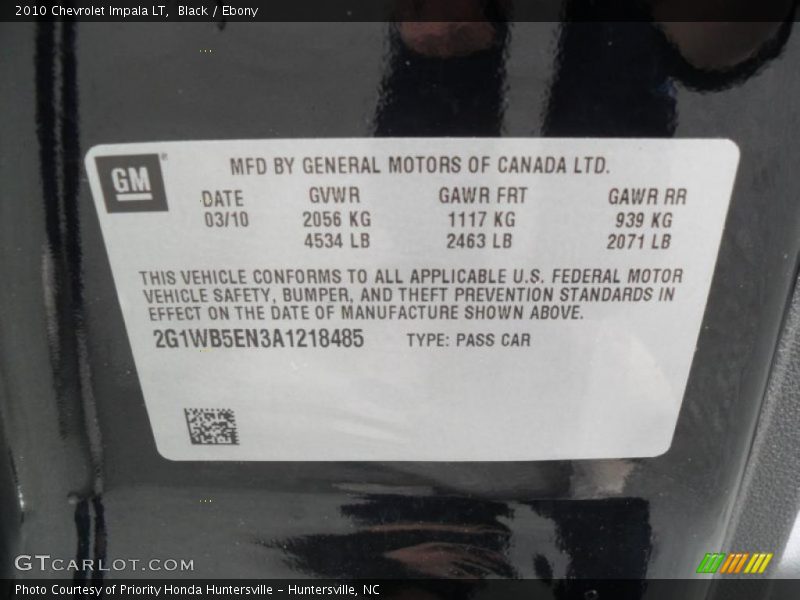 2010 Chevrolet Impala LT, Black / Ebony
GM
MFD BY GENERAL MOTORS OF CANADA LTD.
DATE GVWR GAWR FRT GAWR RR
03/10 2056 KG 1117 KG 939 KG
4534 LB 2463 LB 2071 LB
THIS VEHICLE CONFORMS TO ALL APPLICABLE U.S. FEDERAL MOTOR
VEHICLE SAFETY, BUMPER, AND THEFT PREVENTION STANDARDS IN
EFFECT ON THE DATE OF MANUFACTURE SHOWN ABOVE.
2G1WB5EN3A1218485 TYPE: PASS CAR
GTCARLOT.COM
Photo Courtesy of Priority Honda Huntersville - Huntersville, NC